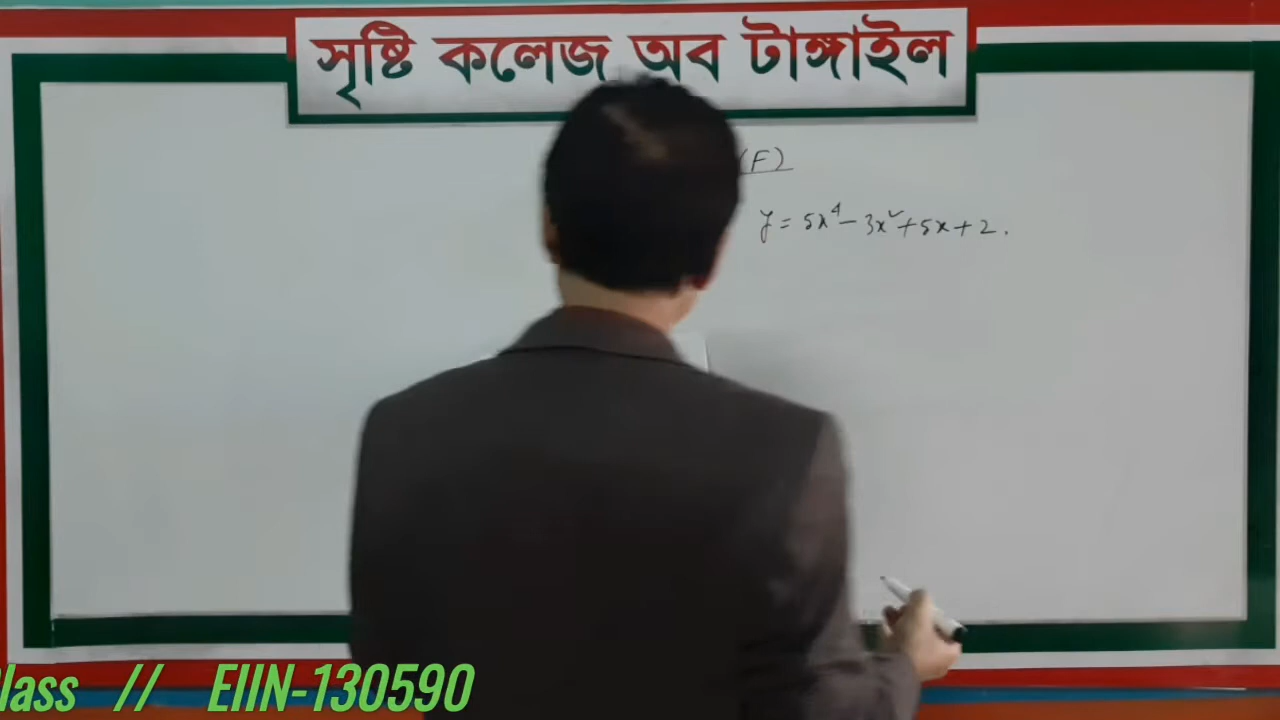 সৃষ্টি কলেজ অব টাঙ্গাইল
(F)
y = 5x⁴ - 3x² + 5x + 2.
lass // EIIN-130590